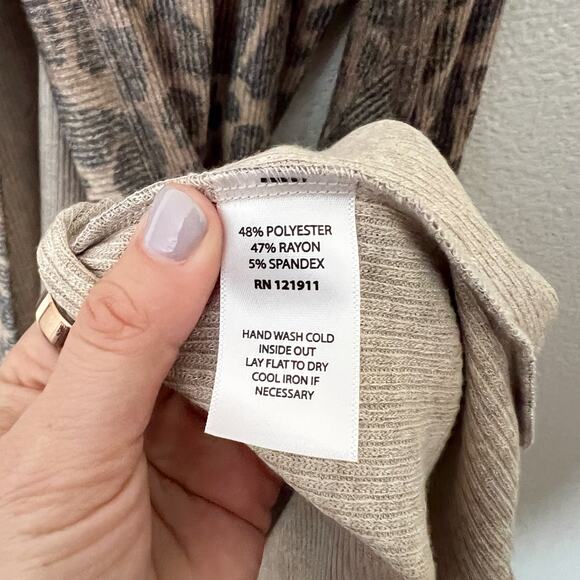 48% POLYESTER
47% RAYON
5% SPANDEX
RN 121911
HAND WASH COLD
INSIDE OUT
LAY FLAT TO DRY
COOL IRON IF
NECESSARY